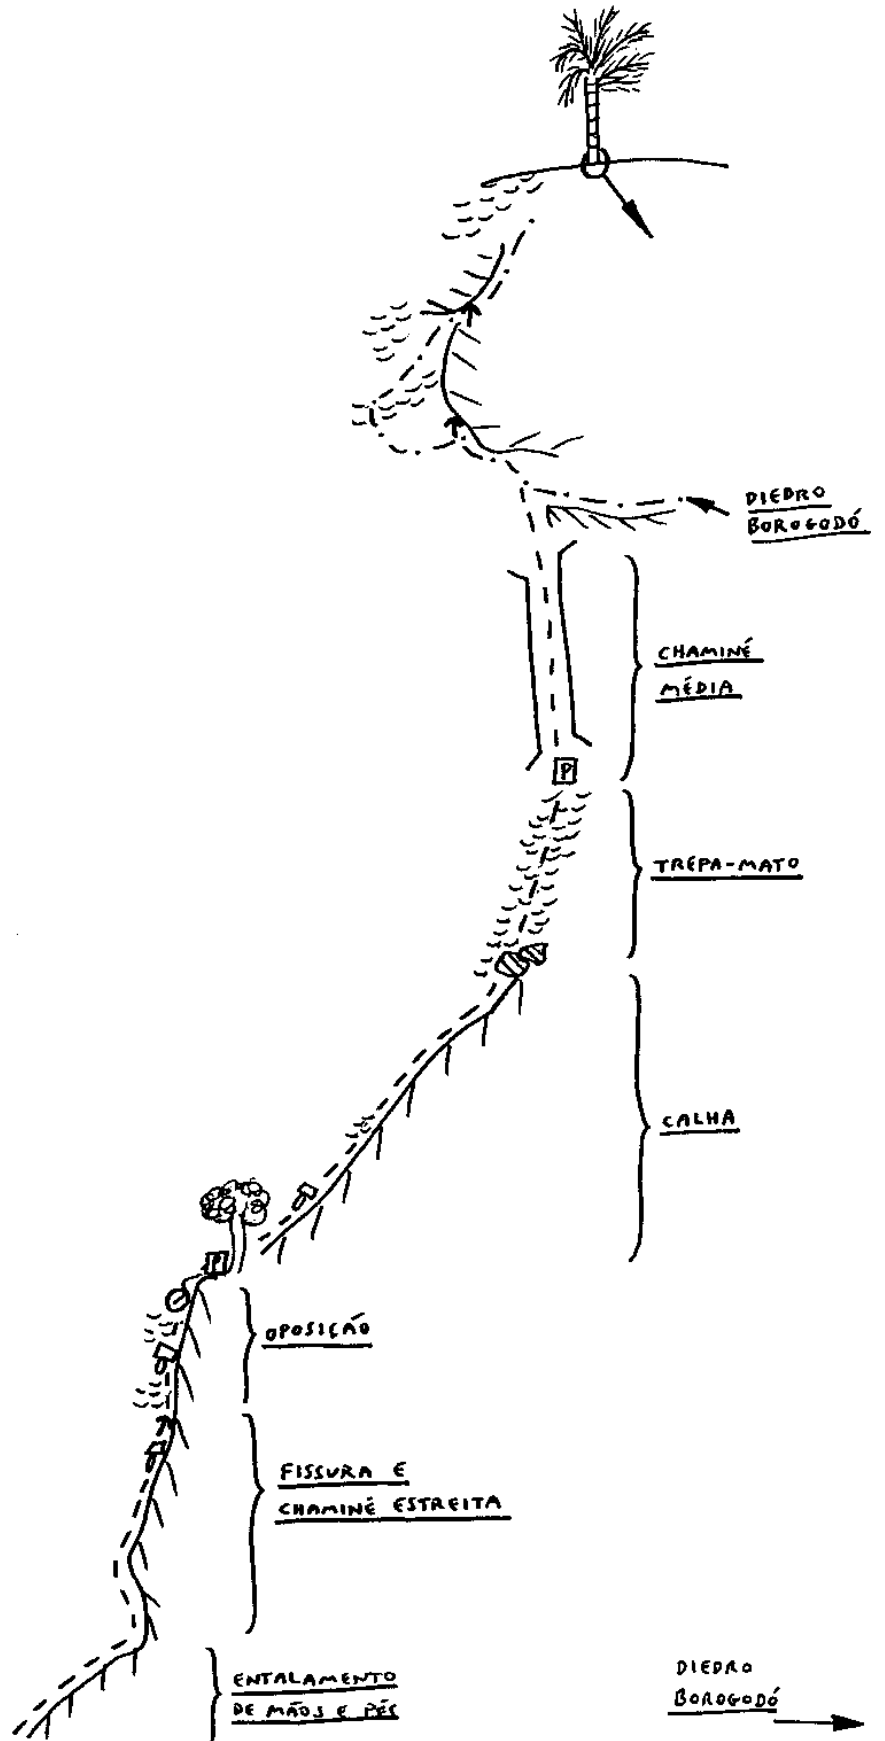 DIEDRO
BOROGODÓ
CHAMINÉ
MÉDIA
P
TREPA-MATO
CALHA
P
OPOSIÇÃO
FISSURA E
CHAMINÉ ESTREITA
ENTALAMENTO
DE MÃOS E PÉS
DIEDRO
BOROGODÓ